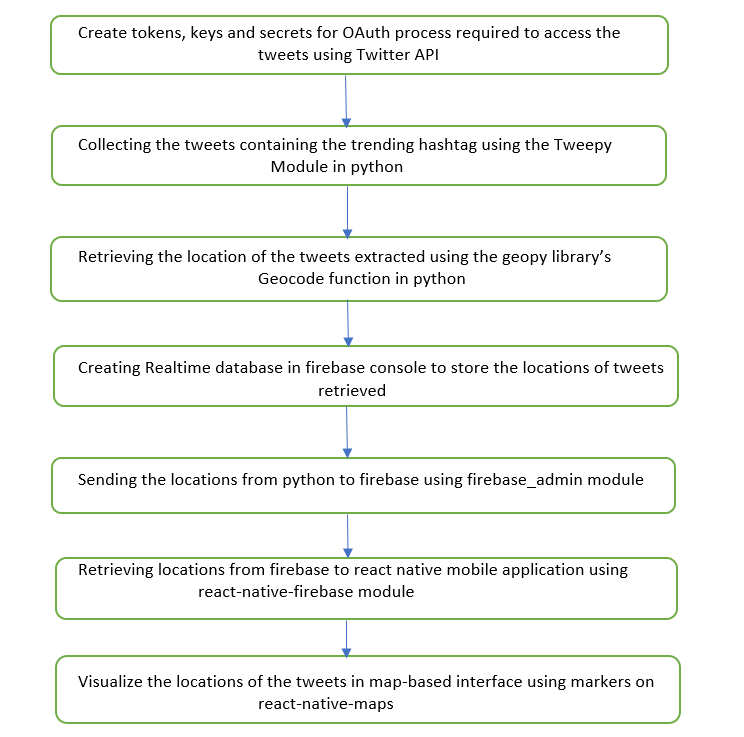 Create tokens, keys and secrets for OAuth process required to access the
tweets using Twitter API
Collecting the tweets containing the trending hashtag using the Tweepy
Module in python
Retrieving the location of the tweets extracted using the geopy library’s
Geocode function in python
Creating Realtime database in firebase console to store the locations of tweets
retrieved
Sending the locations from python to firebase using firebase_admin module
Retrieving locations from firebase to react native mobile application using
react-native-firebase module
Visualize the locations of the tweets in map-based interface using markers on
react-native-maps